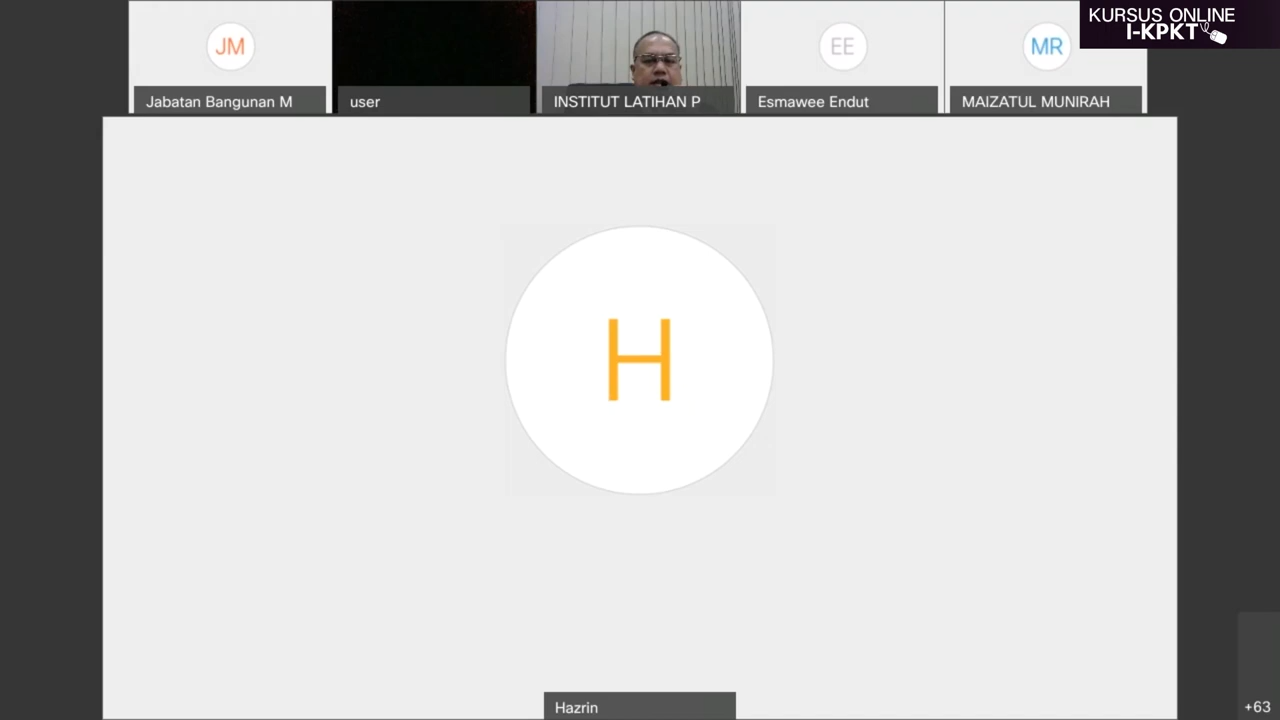 KURSUS ONLINE
I-KPKT
JM
EE
MR
Jabatan Bangunan M
user
INSTITUT LATIHAN P
Esmawee Endut
MAIZATUL MUNIRAH
H
Hazrin
+63